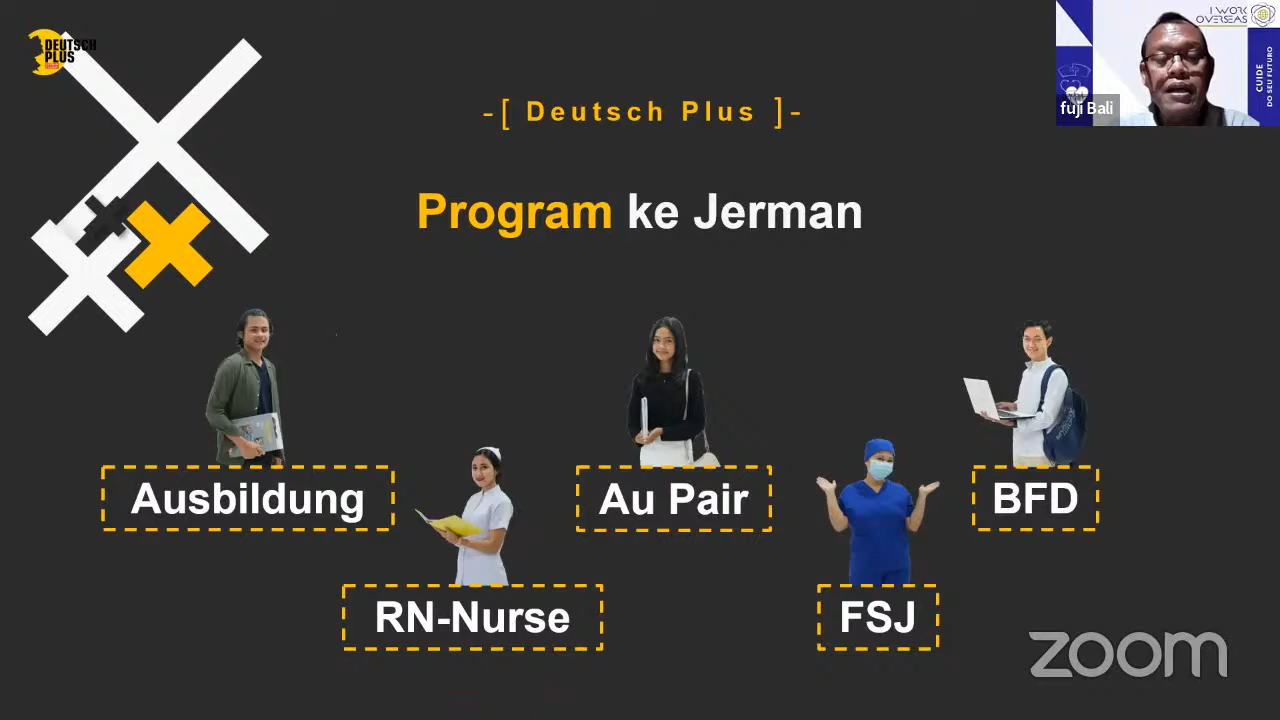 DEUTSCH
PLUS
-[ Deutsch Plus ]-
Program ke Jerman
Ausbildung
Au Pair
BFD
RN-Nurse
FSJ
I WORK
OVERSEAS
CUIDE
DO SEU FUTURO
fuji Bali
zoom